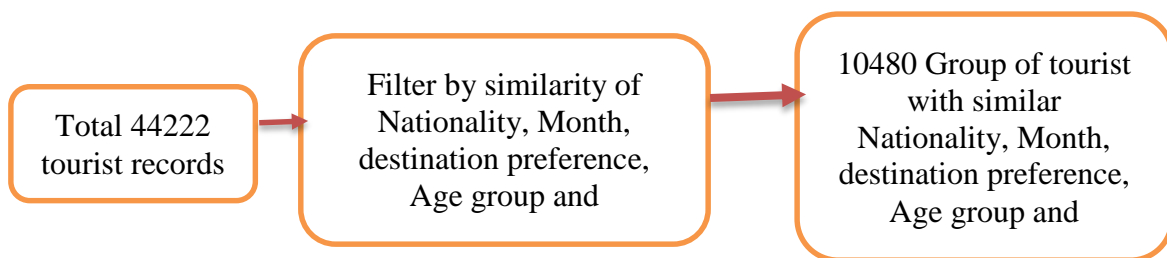 Total 44222
tourist records
Filter by similarity of
Nationality, Month,
destination preference,
Age group and
10480 Group of tourist
with similar
Nationality, Month,
destination preference,
Age group and